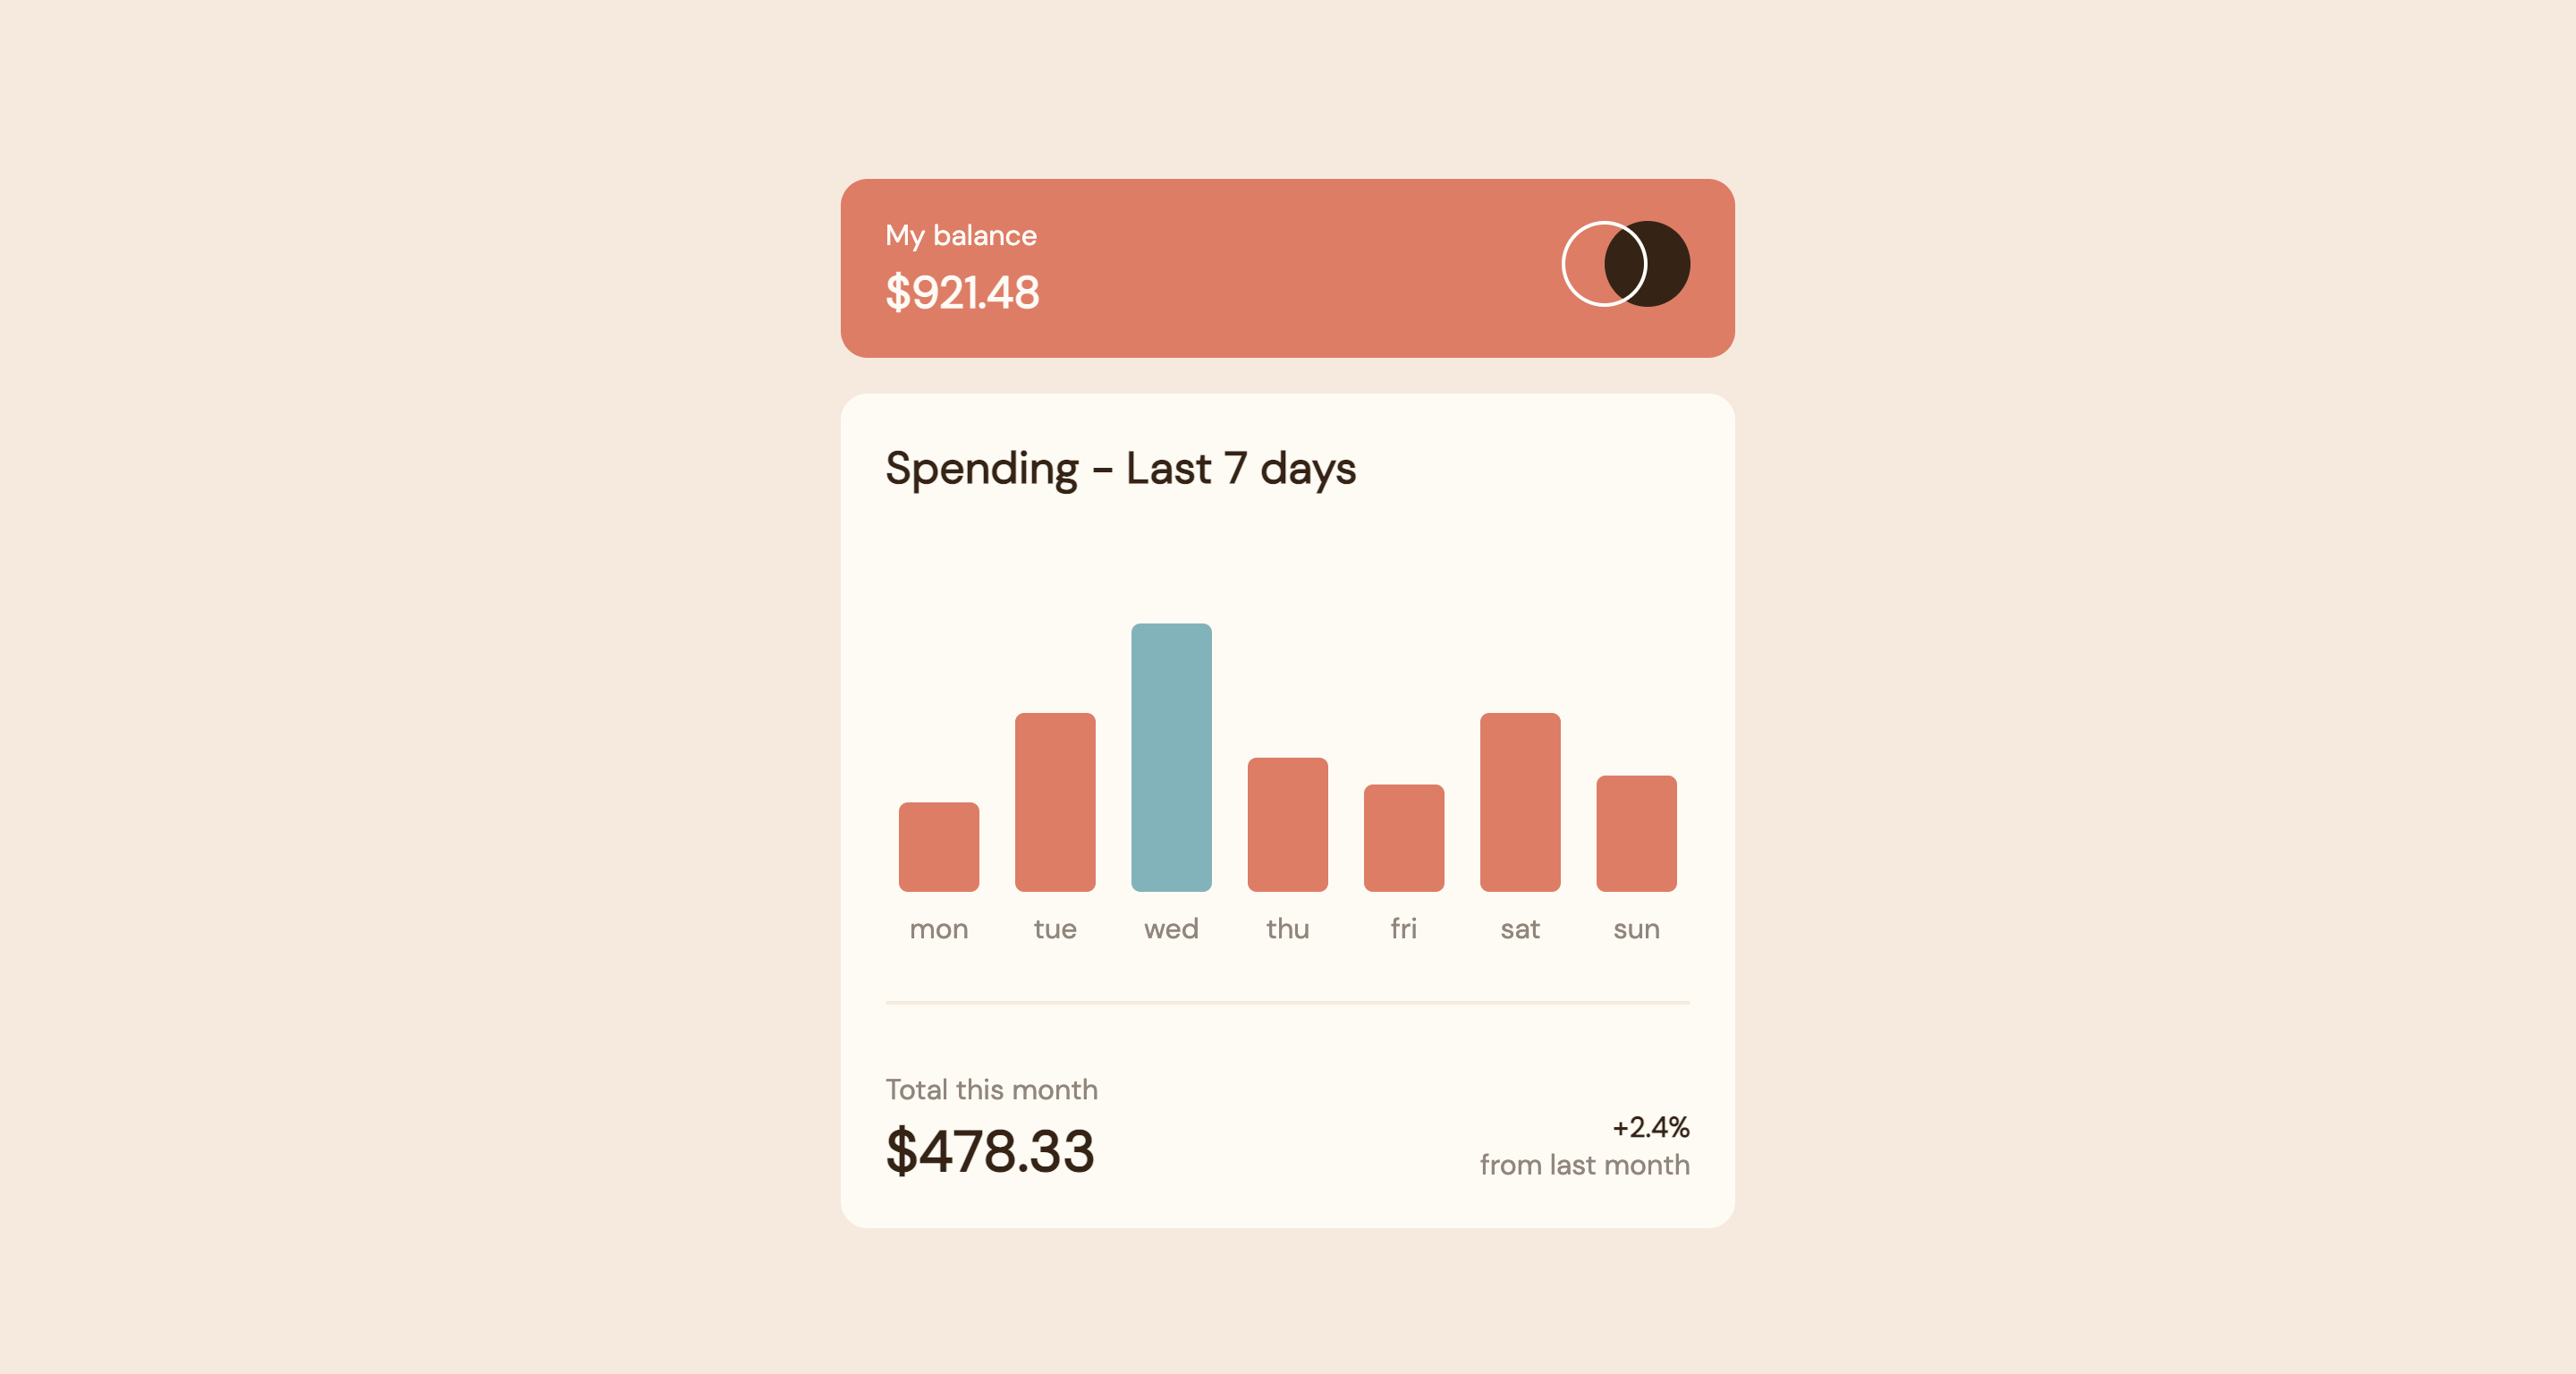 My balance
$921.48
Spending - Last 7 days
mon tue wed thu fri sat sun
Total this month
$478.33
+2.4%
from last month